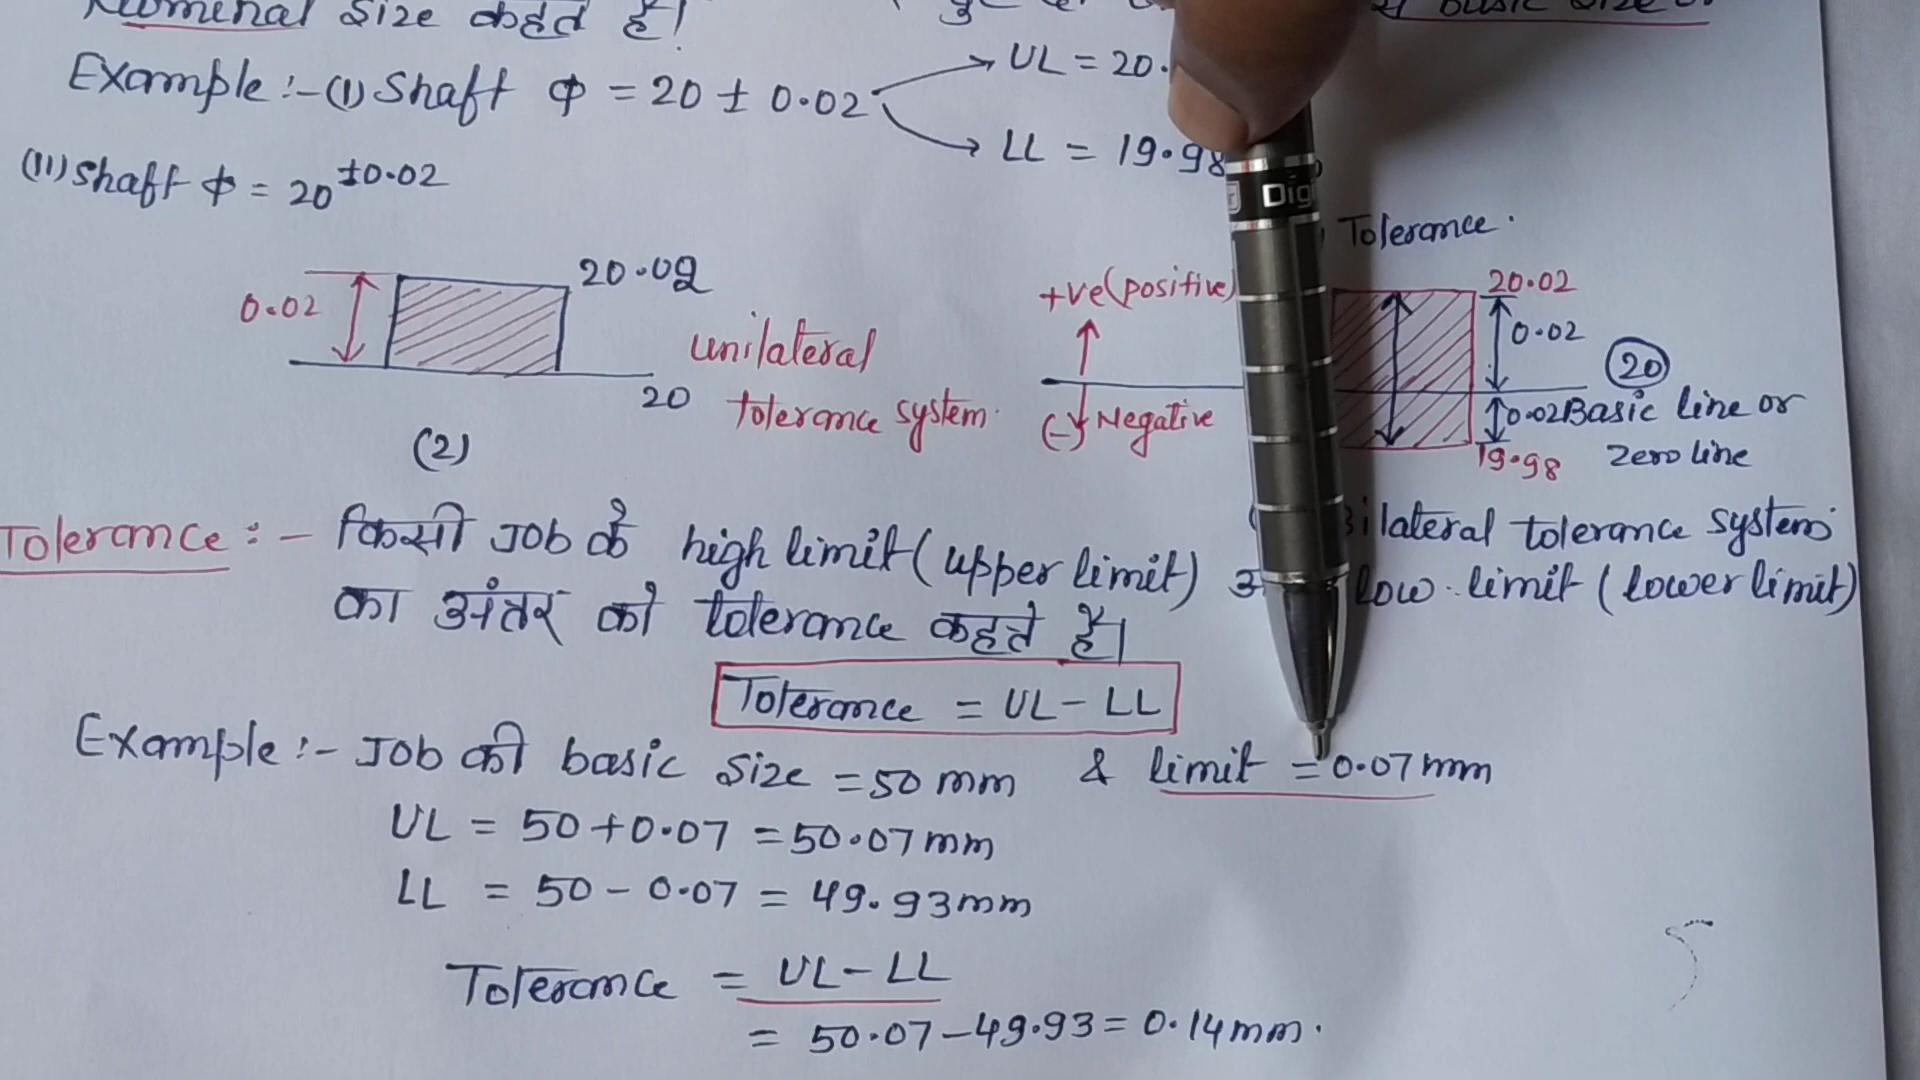 Nuominal size कहते हैं।
basic size
Example :- (I) Shaft ф = 20 ± 0.02
UL = 20.
LL = 19.98
(II) Shaft ф = 20 ±0.02
Digi
Tolerance.
0.02
20.02
unilateral
tolerance system.
20
(2)
+ve(positive)
(-) Negative
20.02
0.02
20
0.02 Basic line or
zero line
19.98
Bilateral tolerance system
Tolerance :- किसी Job के high limit (upper limit) low limit (lower limit)
का अंतर को tolerance कहते हैं।
Tolerance = UL - LL
Example :- Job की basic size = 50 mm & limit = 0.07 mm
UL = 50 + 0.07 = 50.07 mm
LL = 50 - 0.07 = 49.93 mm
Tolerance = UL - LL
= 50.07 - 49.93 = 0.14 mm.